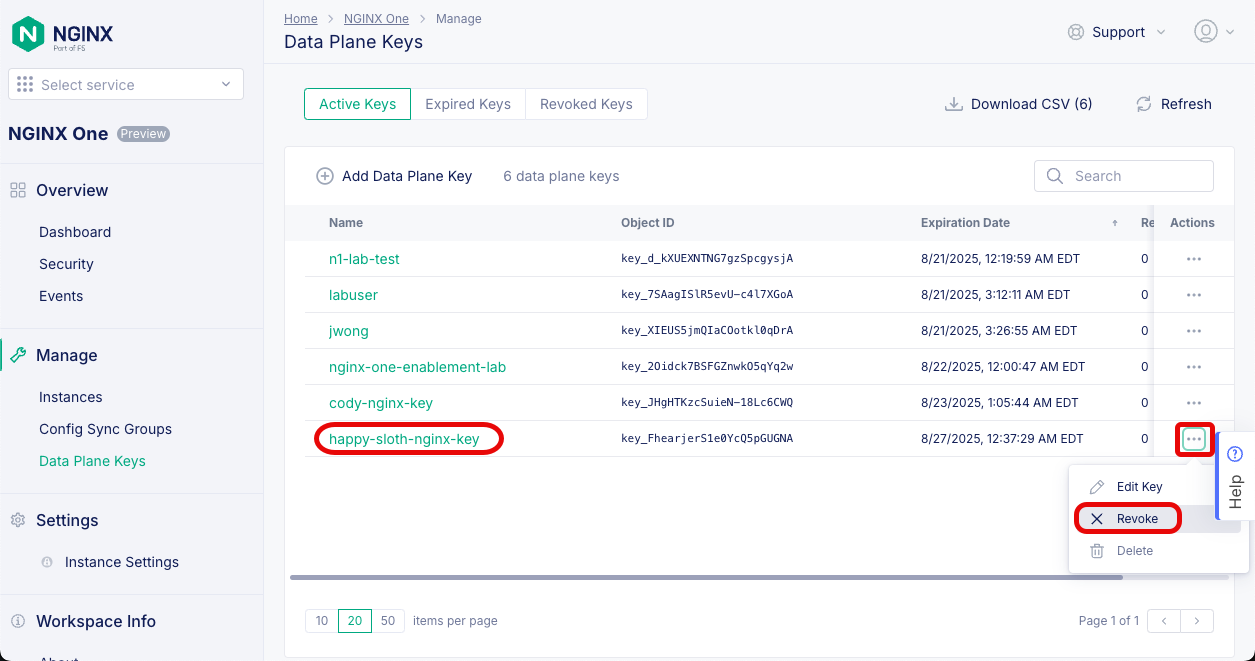 NGINX
Part of F5
Select service
NGINX One Preview
Overview
Dashboard
Security
Events
Manage
Instances
Config Sync Groups
Data Plane Keys
Settings
Instance Settings
Workspace Info
About
Home > NGINX One > Manage
Data Plane Keys
Support
Active Keys Expired Keys Revoked Keys
Download CSV (6) Refresh
Add Data Plane Key 6 data plane keys Search
Name Object ID Expiration Date Re Actions
n1-lab-test key_d_kXUEXNTNG7gzSpcgysjA 8/21/2025, 12:19:59 AM EDT 0
labuser key_7SAagISlR5evU-c4l7XGoA 8/21/2025, 3:12:11 AM EDT 0
jwong key_XIEUS5jmQIaCOotkl0qDrA 8/21/2025, 3:26:55 AM EDT 0
nginx-one-enablement-lab key_2Oidck7BSFGZnwkO5qYq2w 8/22/2025, 12:00:47 AM EDT 0
cody-nginx-key key_JHgHTKzcSuieN-18Lc6CWQ 8/23/2025, 1:05:44 AM EDT 0
happy-sloth-nginx-key key_FhearjerS1e0YcQ5pGUGNA 8/27/2025, 12:37:29 AM EDT 0
Edit Key
Revoke
Delete
Help
10 20 50 items per page Page 1 of 1